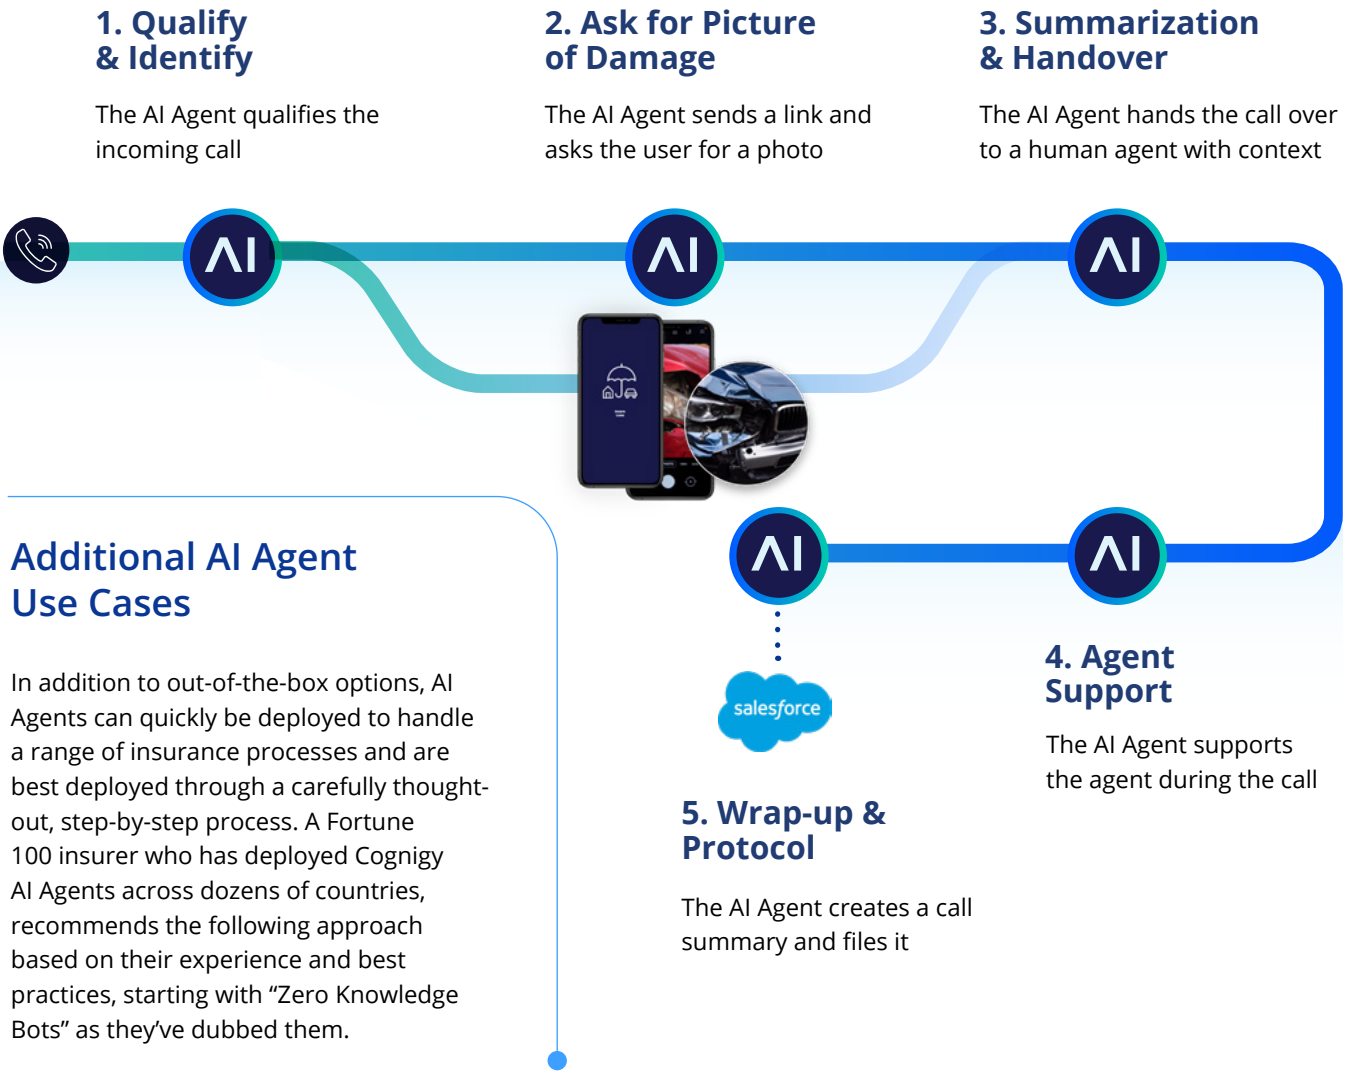 1. Qualify
& Identify
The AI Agent qualifies the
incoming call
2. Ask for Picture
of Damage
The AI Agent sends a link and
asks the user for a photo
3. Summarization
& Handover
The AI Agent hands the call over
to a human agent with context
AI
AI
AI
AI
AI
salesforce
4. Agent
Support
The AI Agent supports
the agent during the call
5. Wrap-up &
Protocol
The AI Agent creates a call
summary and files it
Additional AI Agent
Use Cases
In addition to out-of-the-box options, AI
Agents can quickly be deployed to handle
a range of insurance processes and are
best deployed through a carefully thought-
out, step-by-step process. A Fortune
100 insurer who has deployed Cognigy
AI Agents across dozens of countries,
recommends the following approach
based on their experience and best
practices, starting with “Zero Knowledge
Bots” as they’ve dubbed them.